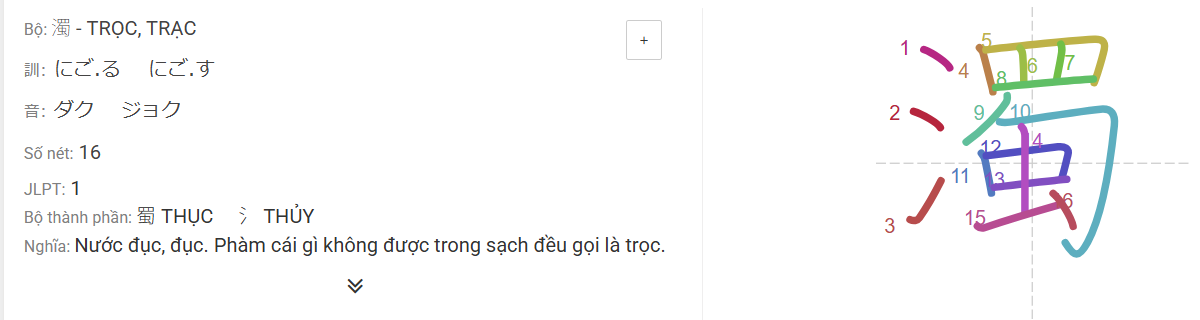 Bộ: 濁 - TRỌC, TRẠC
+
訓: にご.る にご.す
音: ダク ジョク
Số nét: 16
JLPT: 1
Bộ thành phần: 蜀 THỤC 氵 THỦY
Nghĩa: Nước đục, đục. Phàm cái gì không được trong sạch đều gọi là trọc.
1 5
4 6 7
8
2 9 10
12 4
11 3
3 15 6